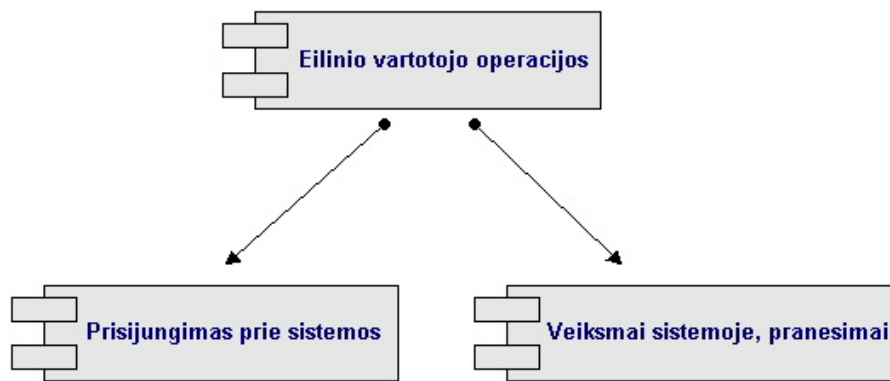 Eilinio vartotojo operacijos
Prisijungimas prie sistemos
Veiksmai sistemoje, pranesimai